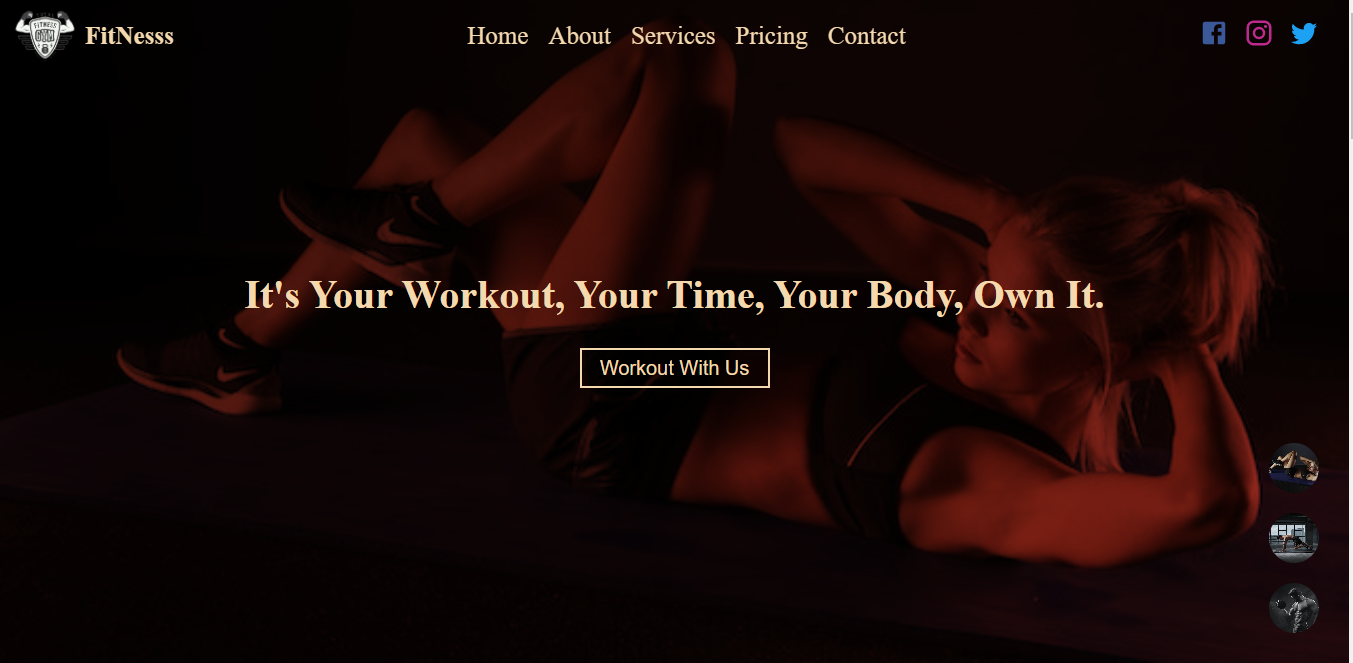 FITNESS
GYM
FitNesss
Home About Services Pricing Contact
It's Your Workout, Your Time, Your Body, Own It.
Workout With Us